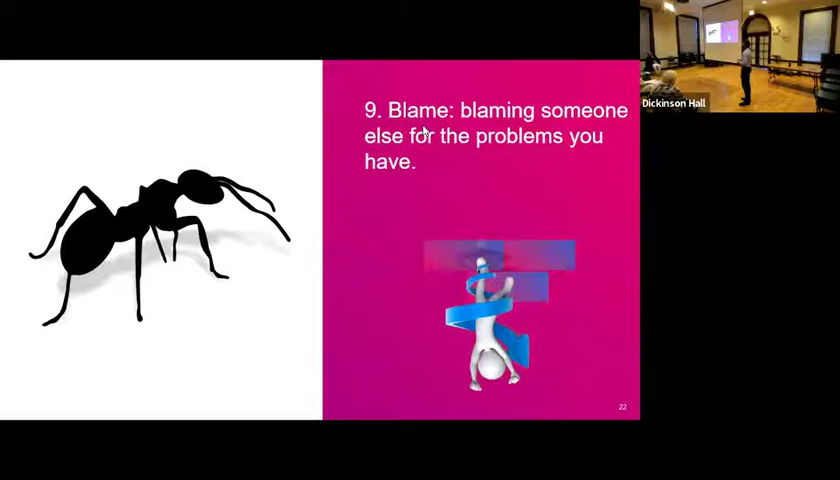 9. Blame: blaming someone
else for the problems you
have.
22
Dickinson Hall